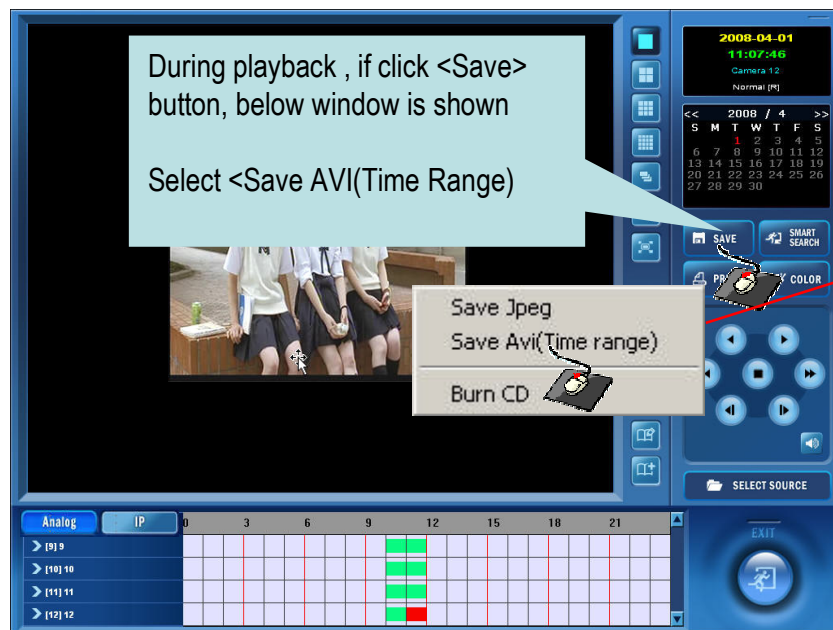 During playback , if click <Save>
button, below window is shown
Select <Save AVI(Time Range)
2008-04-01
11:07:46
Camera 12
Normal [R]
<< 2008 / 4 >>
S M T W T F S
1 2 3 4 5
6 7 8 9 10 11 12
13 14 15 16 17 18 19
20 21 22 23 24 25 26
27 28 29 30
SAVE
SMART
SEARCH
PR
COLOR
Save Jpeg
Save Avi(Time range)
Burn CD
SELECT SOURCE
Analog IP 0 3 6 9 12 15 18 21
[9] 9
[10] 10
[11] 11
[12] 12
EXIT